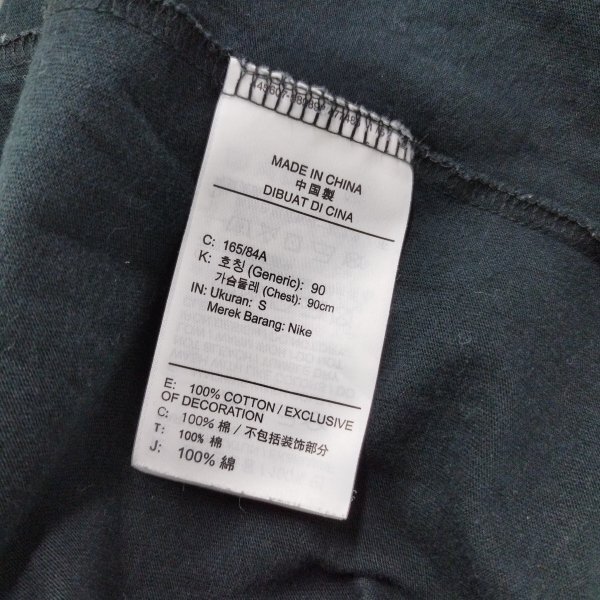 MADE IN CHINA
中国製
DIBUAT DI CINA
C: 165/84A
K: 호칭 (Generic): 90
가슴둘레 (Chest): 90cm
IN: Ukuran: S
Merek Barang: Nike
E: 100% COTTON / EXCLUSIVE
OF DECORATION
C: 100% 棉 / 不包括装饰部分
T: 100% 棉
J: 100% 綿